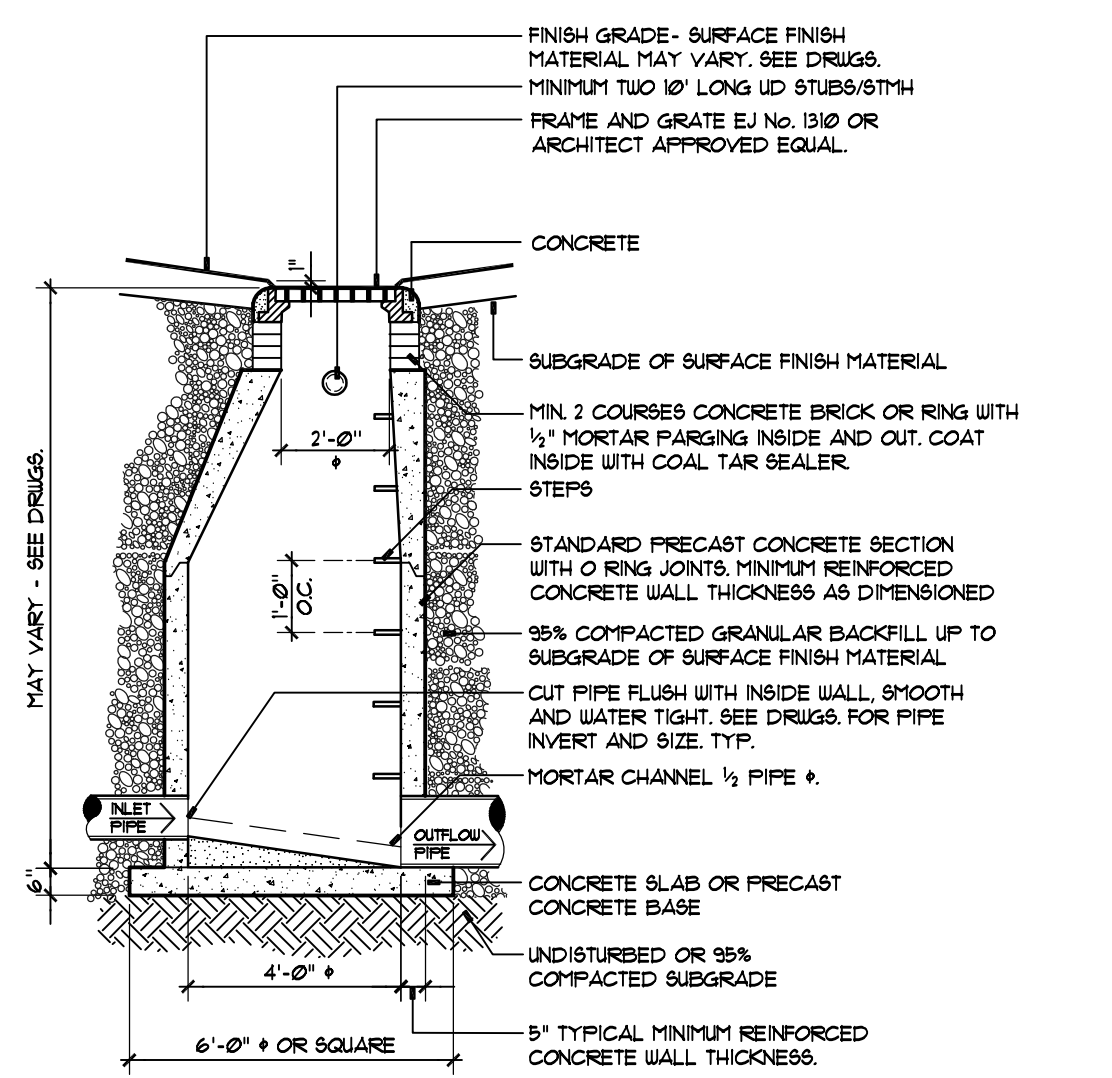 FINISH GRADE- SURFACE FINISH
MATERIAL MAY VARY. SEE DRWGS.
MINIMUM TWO 10' LONG UD STUBS/STMH
FRAME AND GRATE EJ No. 1310 OR
ARCHITECT APPROVED EQUAL.
CONCRETE
1"
SUBGRADE OF SURFACE FINISH MATERIAL
MIN. 2 COURSES CONCRETE BRICK OR RING WITH
½" MORTAR PARGING INSIDE AND OUT. COAT
INSIDE WITH COAL TAR SEALER.
2'-0"
ϕ
STEPS
MAY VARY - SEE DRWGS.
STANDARD PRECAST CONCRETE SECTION
WITH O RING JOINTS. MINIMUM REINFORCED
CONCRETE WALL THICKNESS AS DIMENSIONED
1'-0"
O.C.
95% COMPACTED GRANULAR BACKFILL UP TO
SUBGRADE OF SURFACE FINISH MATERIAL
CUT PIPE FLUSH WITH INSIDE WALL, SMOOTH
AND WATER TIGHT. SEE DRWGS. FOR PIPE
INVERT AND SIZE. TYP.
MORTAR CHANNEL ½ PIPE ϕ.
INLET
PIPE
OUTFLOW
PIPE
6"
CONCRETE SLAB OR PRECAST
CONCRETE BASE
UNDISTURBED OR 95%
COMPACTED SUBGRADE
4'-0" ϕ
5" TYPICAL MINIMUM REINFORCED
CONCRETE WALL THICKNESS.
6'-0" ϕ OR SQUARE